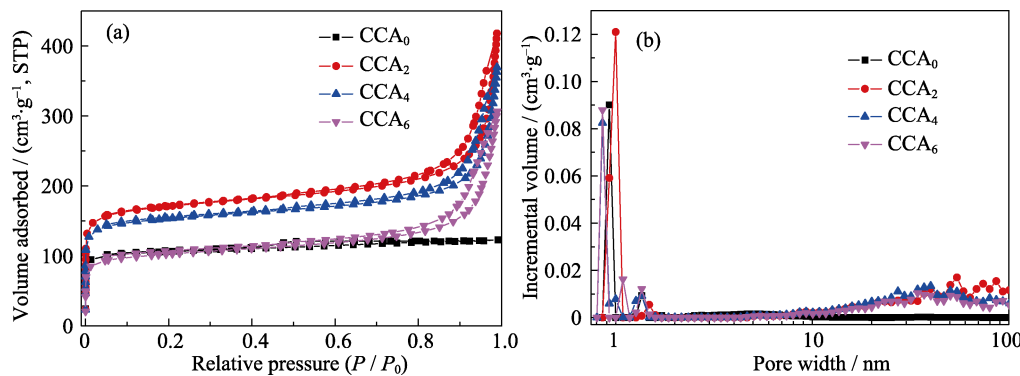 (a)
CCA₀
CCA₂
CCA₄
CCA₆
400
300
200
100
0
Volume adsorbed / (cm³·g⁻¹, STP)
0
0.2
0.4
0.6
0.8
1.0
Relative pressure (P / P₀)
(b)
CCA₀
CCA₂
CCA₄
CCA₆
0.12
0.10
0.08
0.06
0.04
0.02
0
Incremental volume / (cm³·g⁻¹)
1
10
100
Pore width / nm